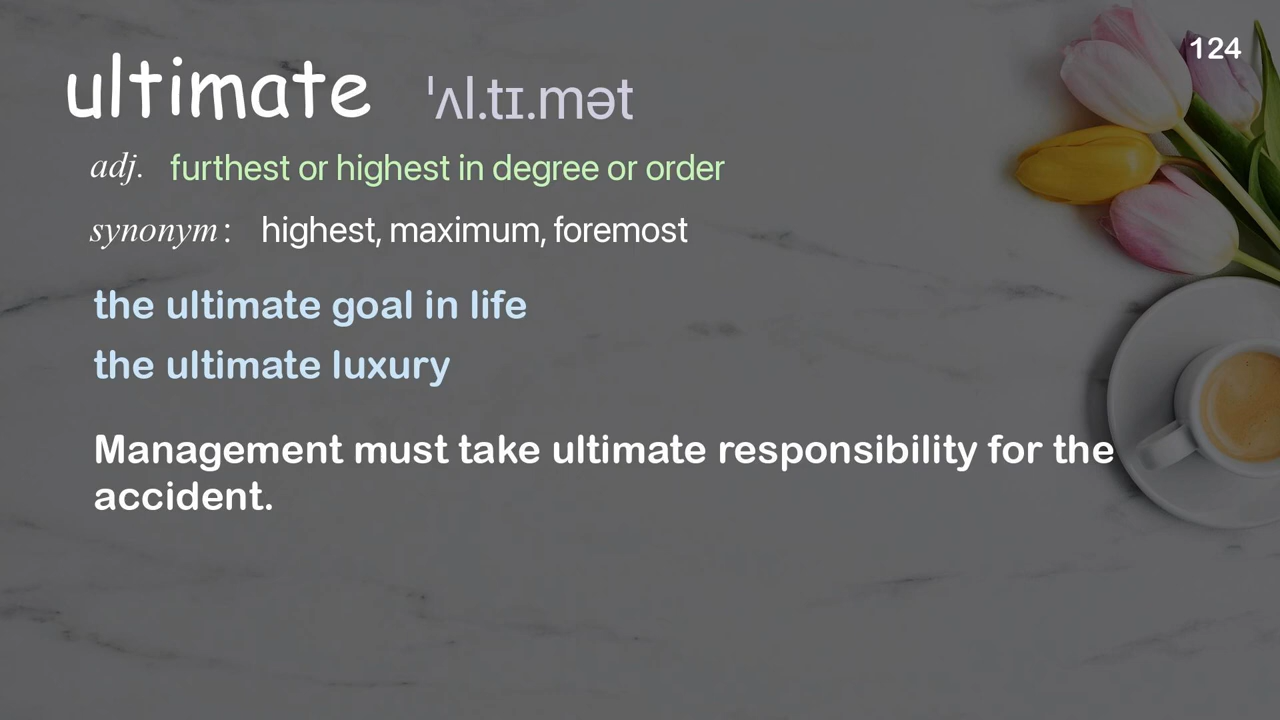 124
ultimate ˈʌl.tɪ.mət
adj. furthest or highest in degree or order
synonym: highest, maximum, foremost
the ultimate goal in life
the ultimate luxury
Management must take ultimate responsibility for the
accident.